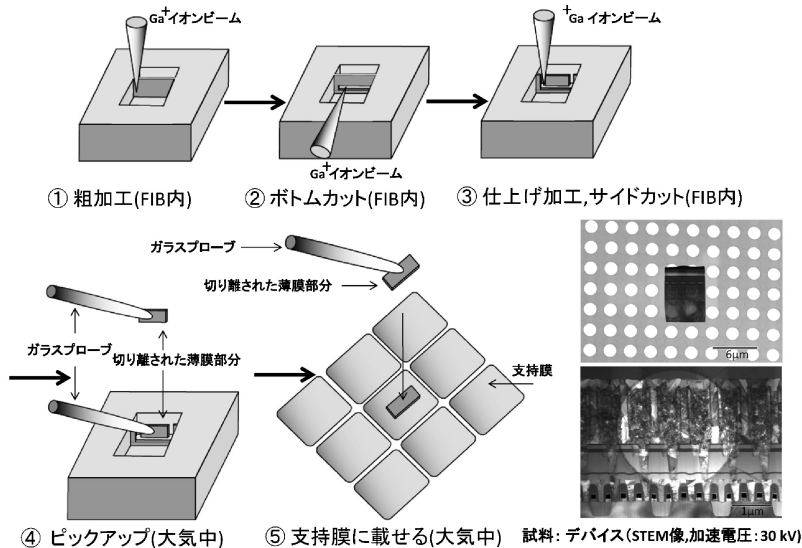 Ga+イオンビーム
① 粗加工(FIB内)
Ga+イオンビーム
② ボトムカット(FIB内)
+Ga イオンビーム
③ 仕上げ加工,サイドカット(FIB内)
ガラスプローブ
切り離された薄膜部分
④ ピックアップ(大気中)
ガラスプローブ
切り離された薄膜部分
支持膜
⑤ 支持膜に載せる(大気中)
6μm
1μm
試料: デバイス(STEM像,加速電圧:30 kV)